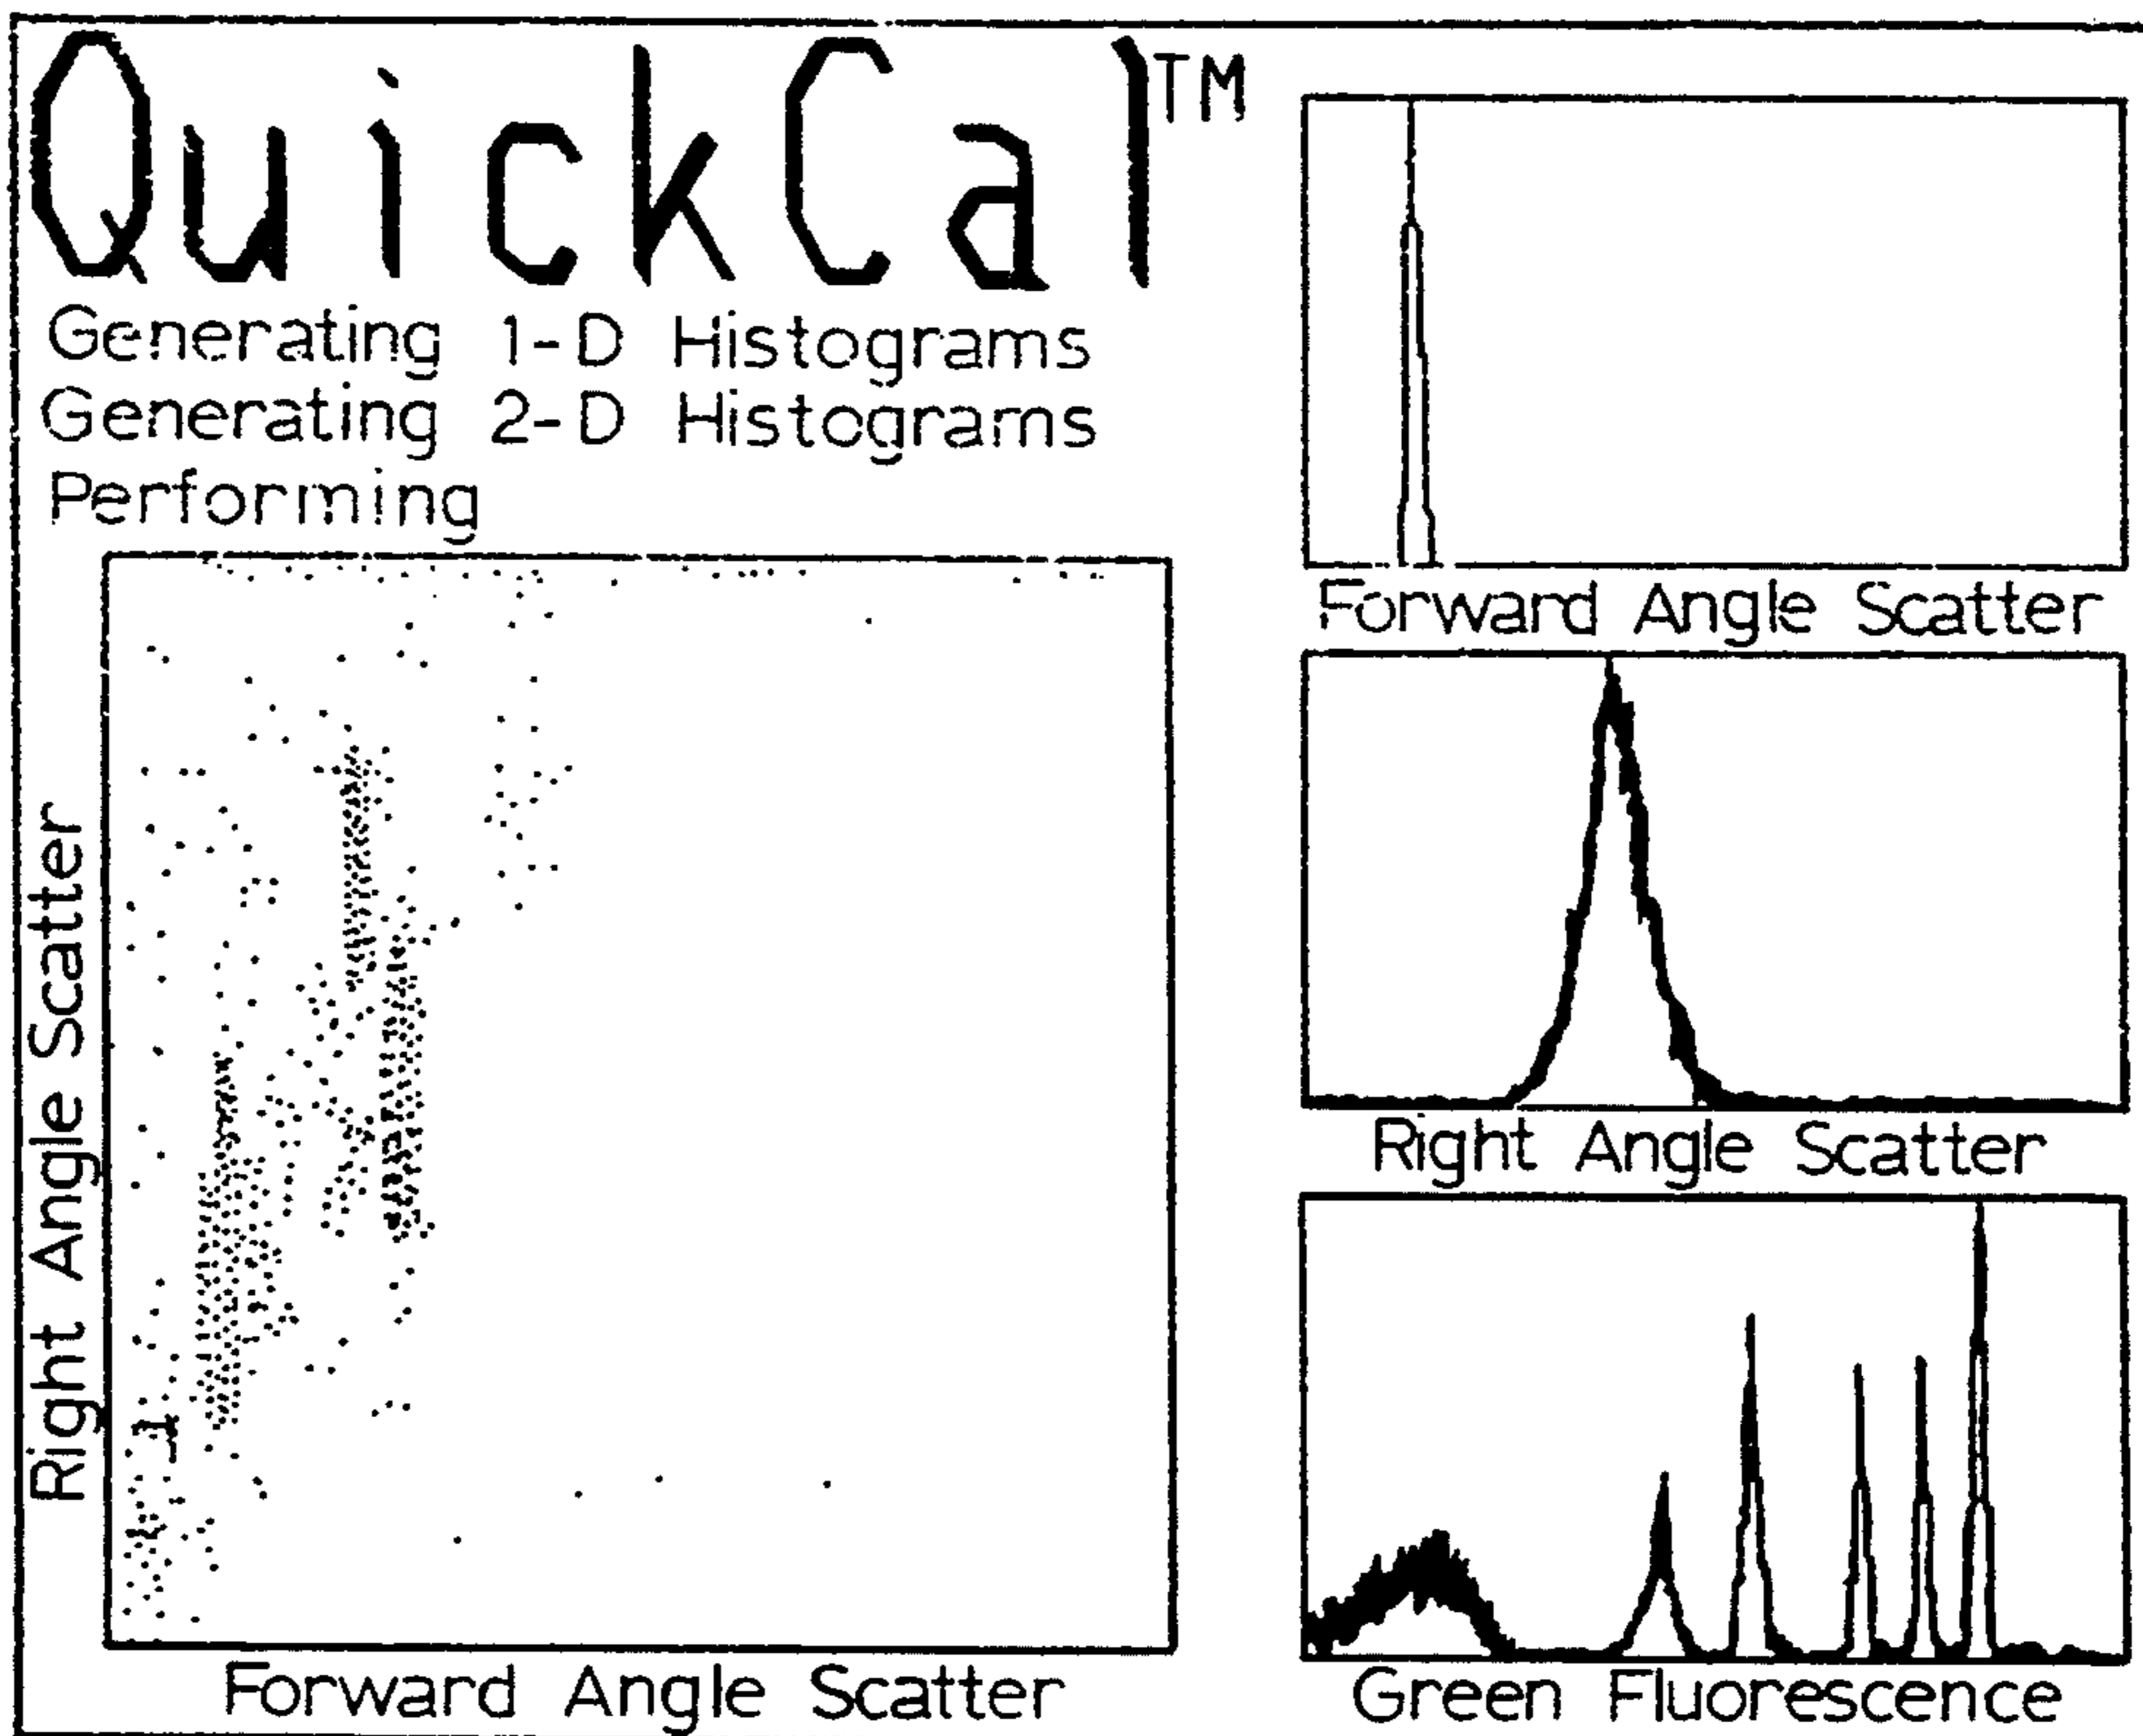 QuickCal™
Generating 1-D Histograms
Generating 2-D Histograms
Performing
Right Angle Scatter
Forward Angle Scatter
Forward Angle Scatter
Right Angle Scatter
Green Fluorescence